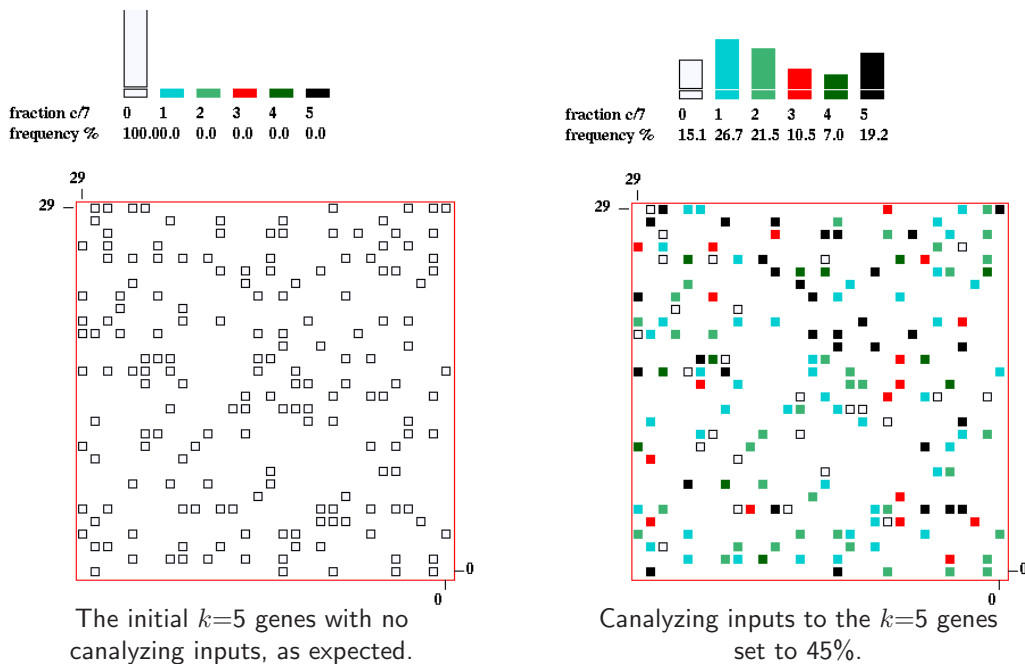 fraction c/7 0 1 2 3 4 5
frequency % 100.00.0 0.0 0.0 0.0 0.0
29
29
0
0
The initial k=5 genes with no
canalyzing inputs, as expected.
fraction c/7 0 1 2 3 4 5
frequency % 15.1 26.7 21.5 10.5 7.0 19.2
29
29
0
0
Canalyzing inputs to the k=5 genes
set to 45%.